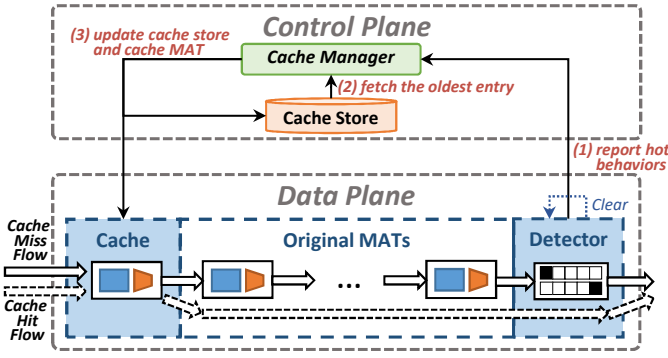 Control Plane
(3) update cache store
and cache MAT
Cache Manager
(2) fetch the oldest entry
Cache Store
(1) report hot
behaviors
Data Plane
Clear
Cache
Miss
Flow
Cache
Original MATs
Detector
...
Cache
Hit
Flow